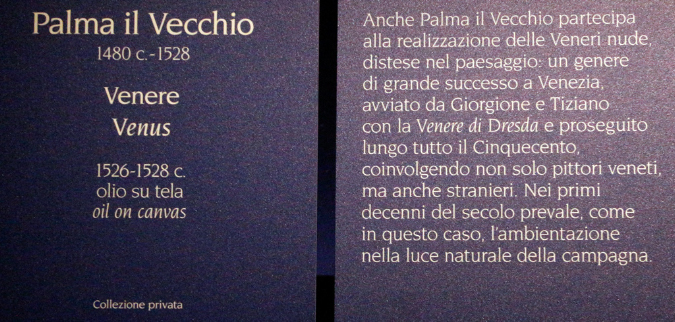 Palma il Vecchio
1480 c.-1528
Venere
Venus
1526-1528 c.
olio su tela
oil on canvas
Collezione privata
Anche Palma il Vecchio partecipa
alla realizzazione delle Veneri nude,
distese nel paesaggio: un genere
di grande successo a Venezia,
avviato da Giorgione e Tiziano
con la Venere di Dresda e proseguito
lungo tutto il Cinquecento,
coinvolgendo non solo pittori veneti,
ma anche stranieri. Nei primi
decenni del secolo prevale, come
in questo caso, l'ambientazione
nella luce naturale della campagna.